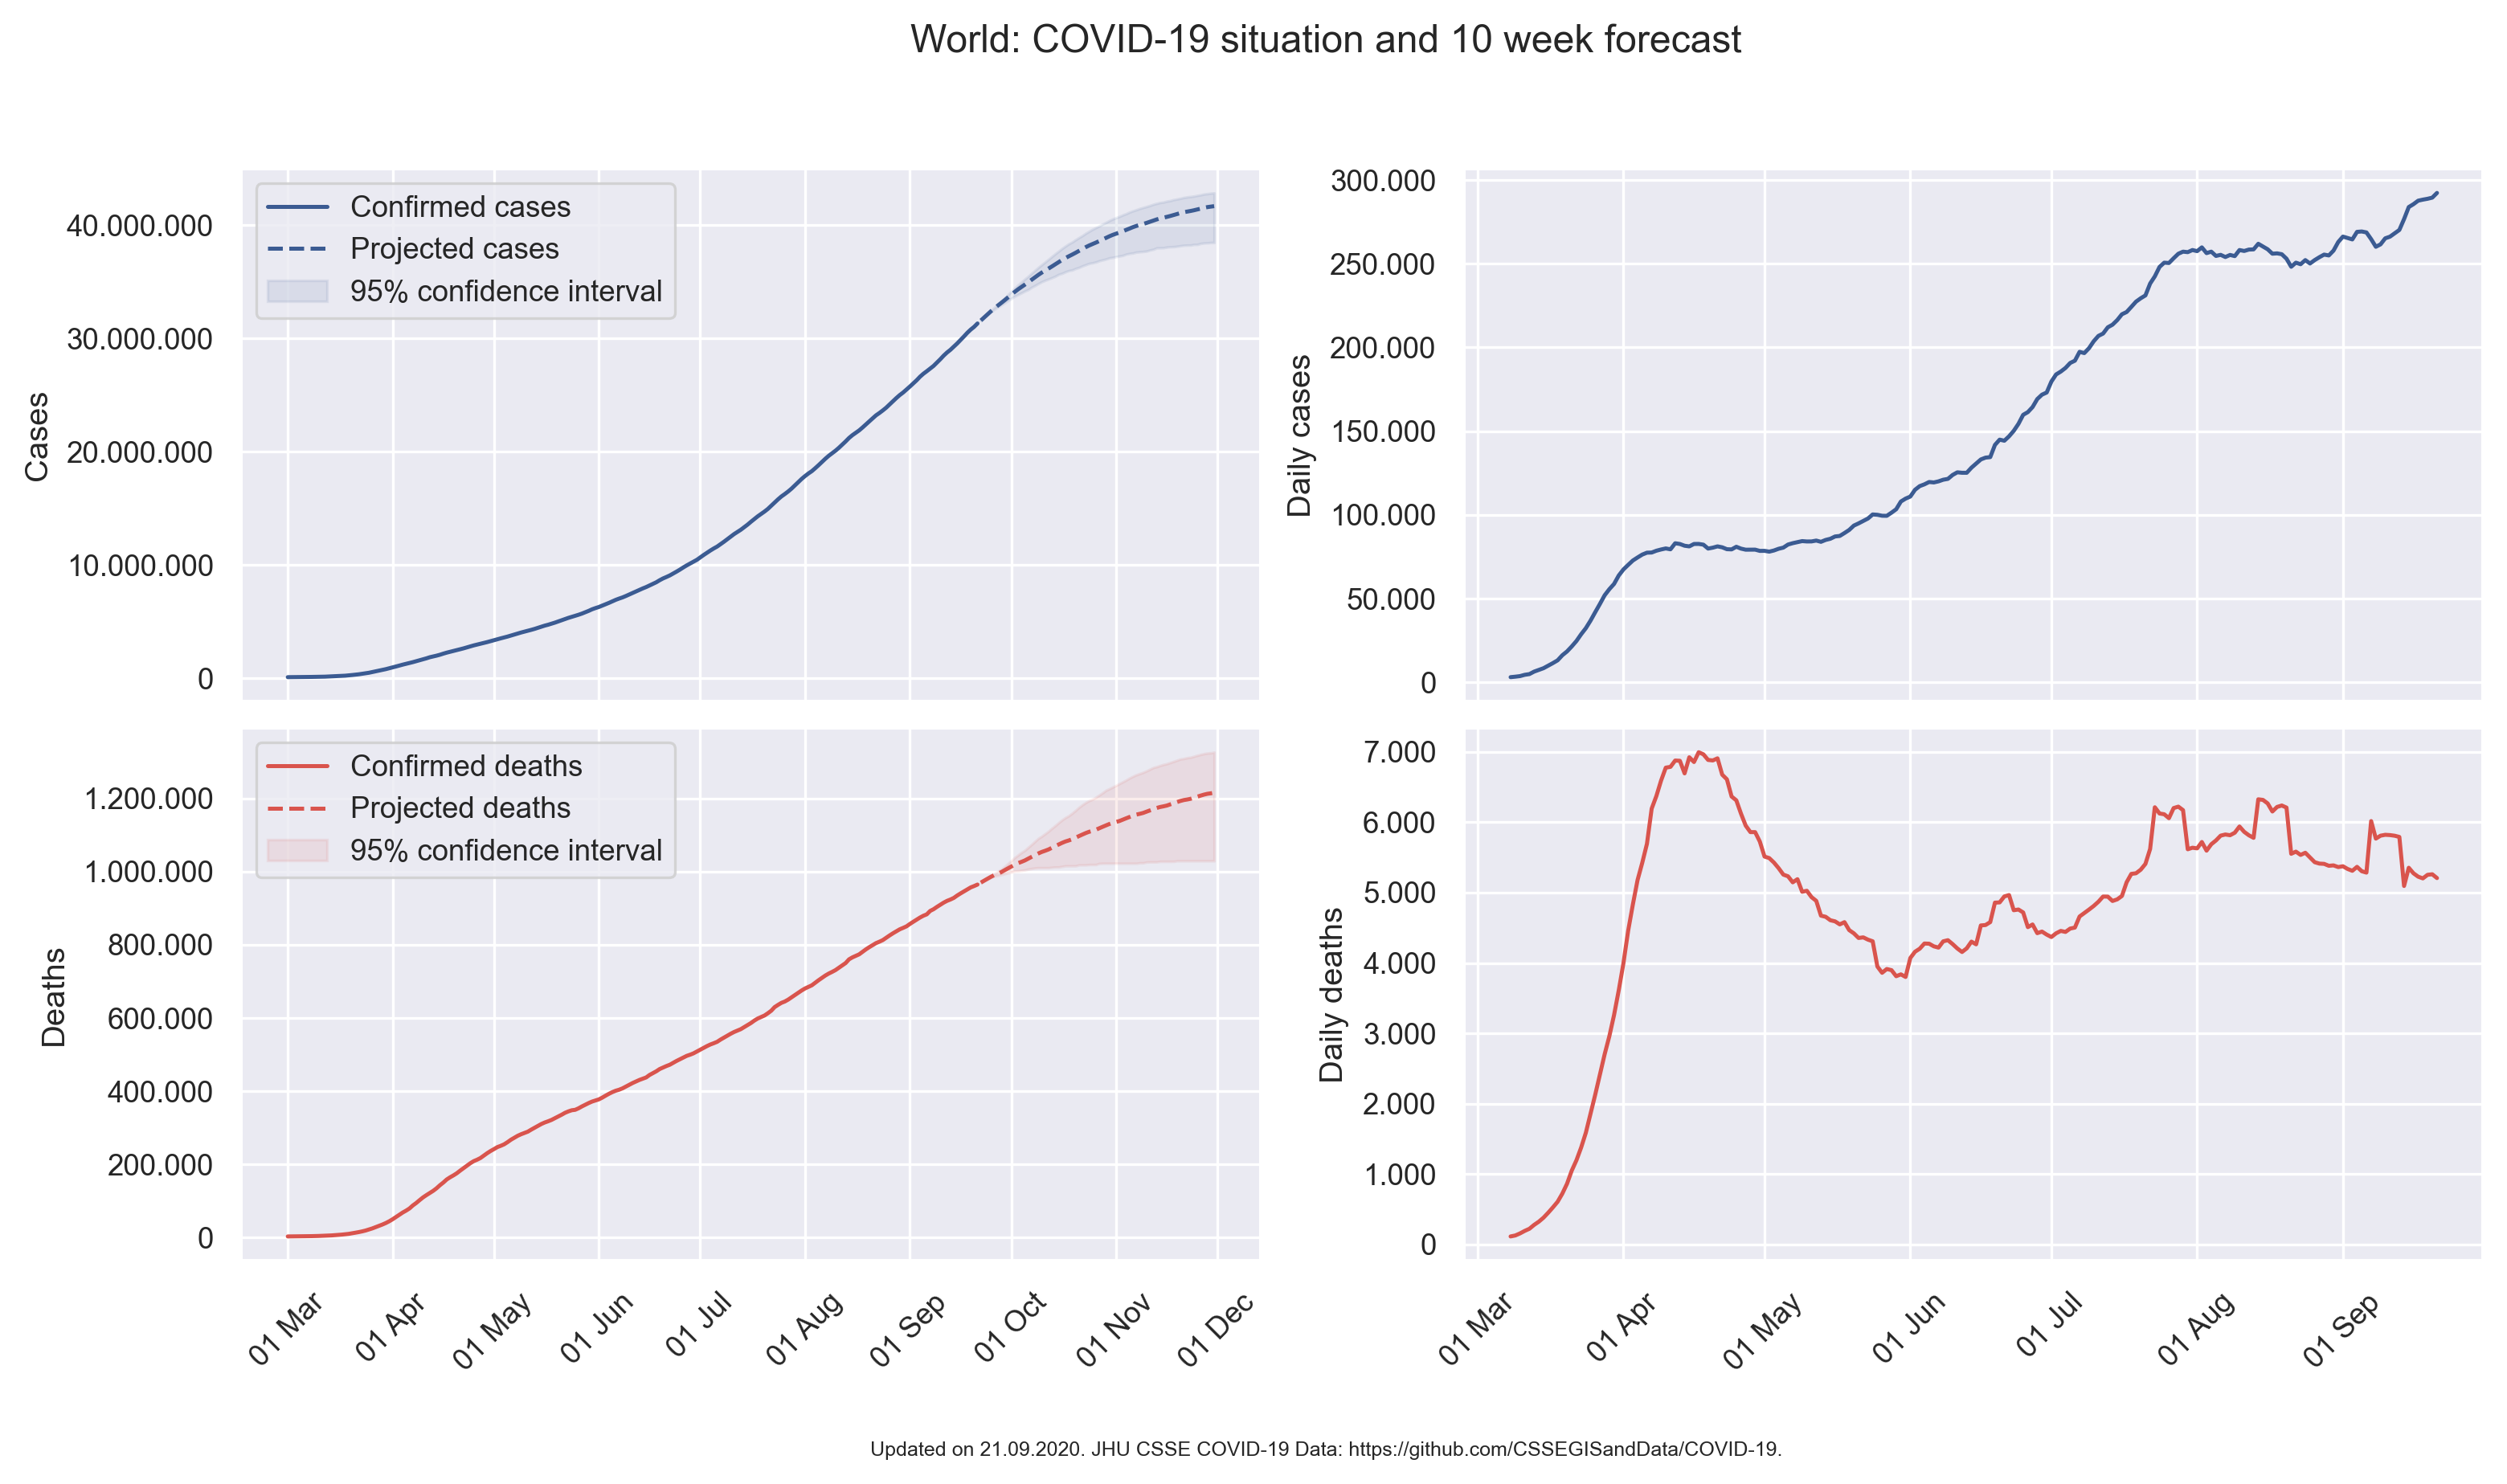 World: COVID-19 situation and 10 week forecast
Cases
40.000.000
30.000.000
20.000.000
10.000.000
0
Confirmed cases
Projected cases
95% confidence interval
Daily cases
300.000
250.000
200.000
150.000
100.000
50.000
0
Deaths
1.200.000
1.000.000
800.000
600.000
400.000
200.000
0
Confirmed deaths
Projected deaths
95% confidence interval
01 Mar
01 Apr
01 May
01 Jun
01 Jul
01 Aug
01 Sep
01 Oct
01 Nov
01 Dec
Daily deaths
7.000
6.000
5.000
4.000
3.000
2.000
1.000
0
01 Mar
01 Apr
01 May
01 Jun
01 Jul
01 Aug
01 Sep
Updated on 21.09.2020. JHU CSSE COVID-19 Data: https://github.com/CSSEGISandData/COVID-19.